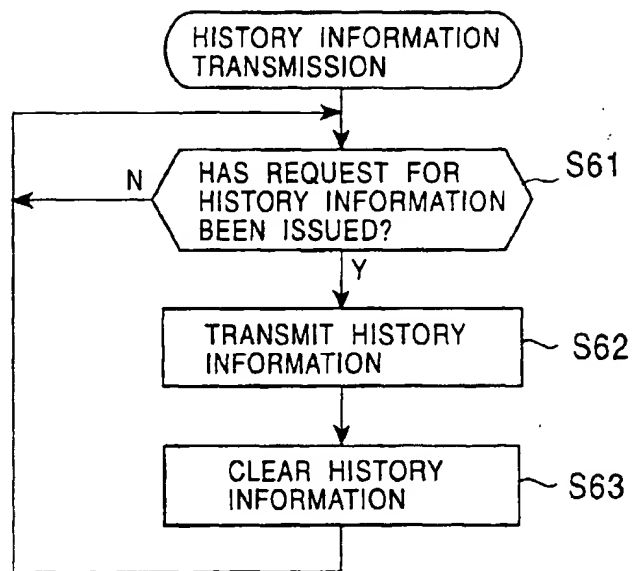 HISTORY INFORMATION
TRANSMISSION
N
HAS REQUEST FOR
HISTORY INFORMATION
BEEN ISSUED?
S61
Y
TRANSMIT HISTORY
INFORMATION
S62
CLEAR HISTORY
INFORMATION
S63